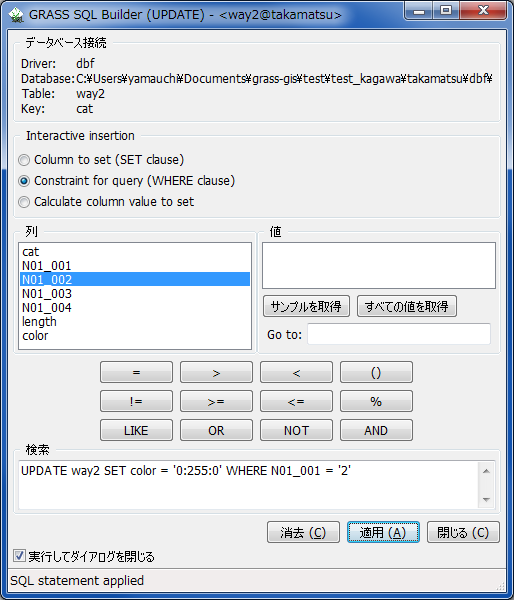 GRASS SQL Builder (UPDATE) - <way2@takamatsu>
データベース接続
Driver: dbf
Database: C:¥Users¥yamauchi¥Documents¥grass-gis¥test¥test_kagawa¥takamatsu¥dbf¥
Table: way2
Key: cat
Interactive insertion
Column to set (SET clause)
Constraint for query (WHERE clause)
Calculate column value to set
列
cat
N01_001
N01_002
N01_003
N01_004
length
color
値
サンプルを取得 すべての値を取得
Go to:
= > < ()
!= >= <= %
LIKE OR NOT AND
検索
UPDATE way2 SET color = '0:255:0' WHERE N01_001 = '2'
消去 (C) 適用 (A) 閉じる (C)
実行してダイアログを閉じる
SQL statement applied